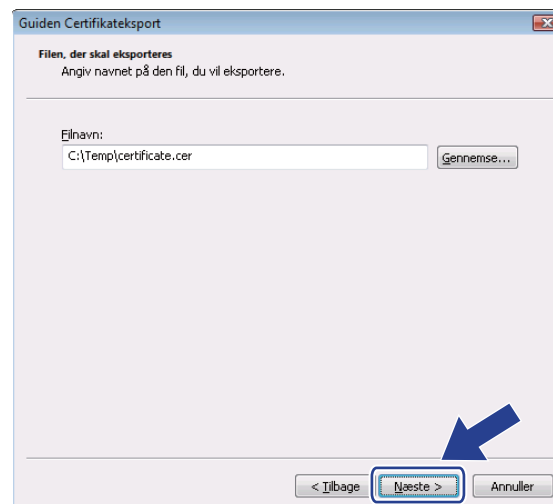 Guiden Certifikateksport
Filen, der skal eksporteres
Angiv navnet på den fil, du vil eksportere.
Filnavn:
C:\Temp\certificate.cer
Gennemse...
< Tilbage
Næste >
Annuller